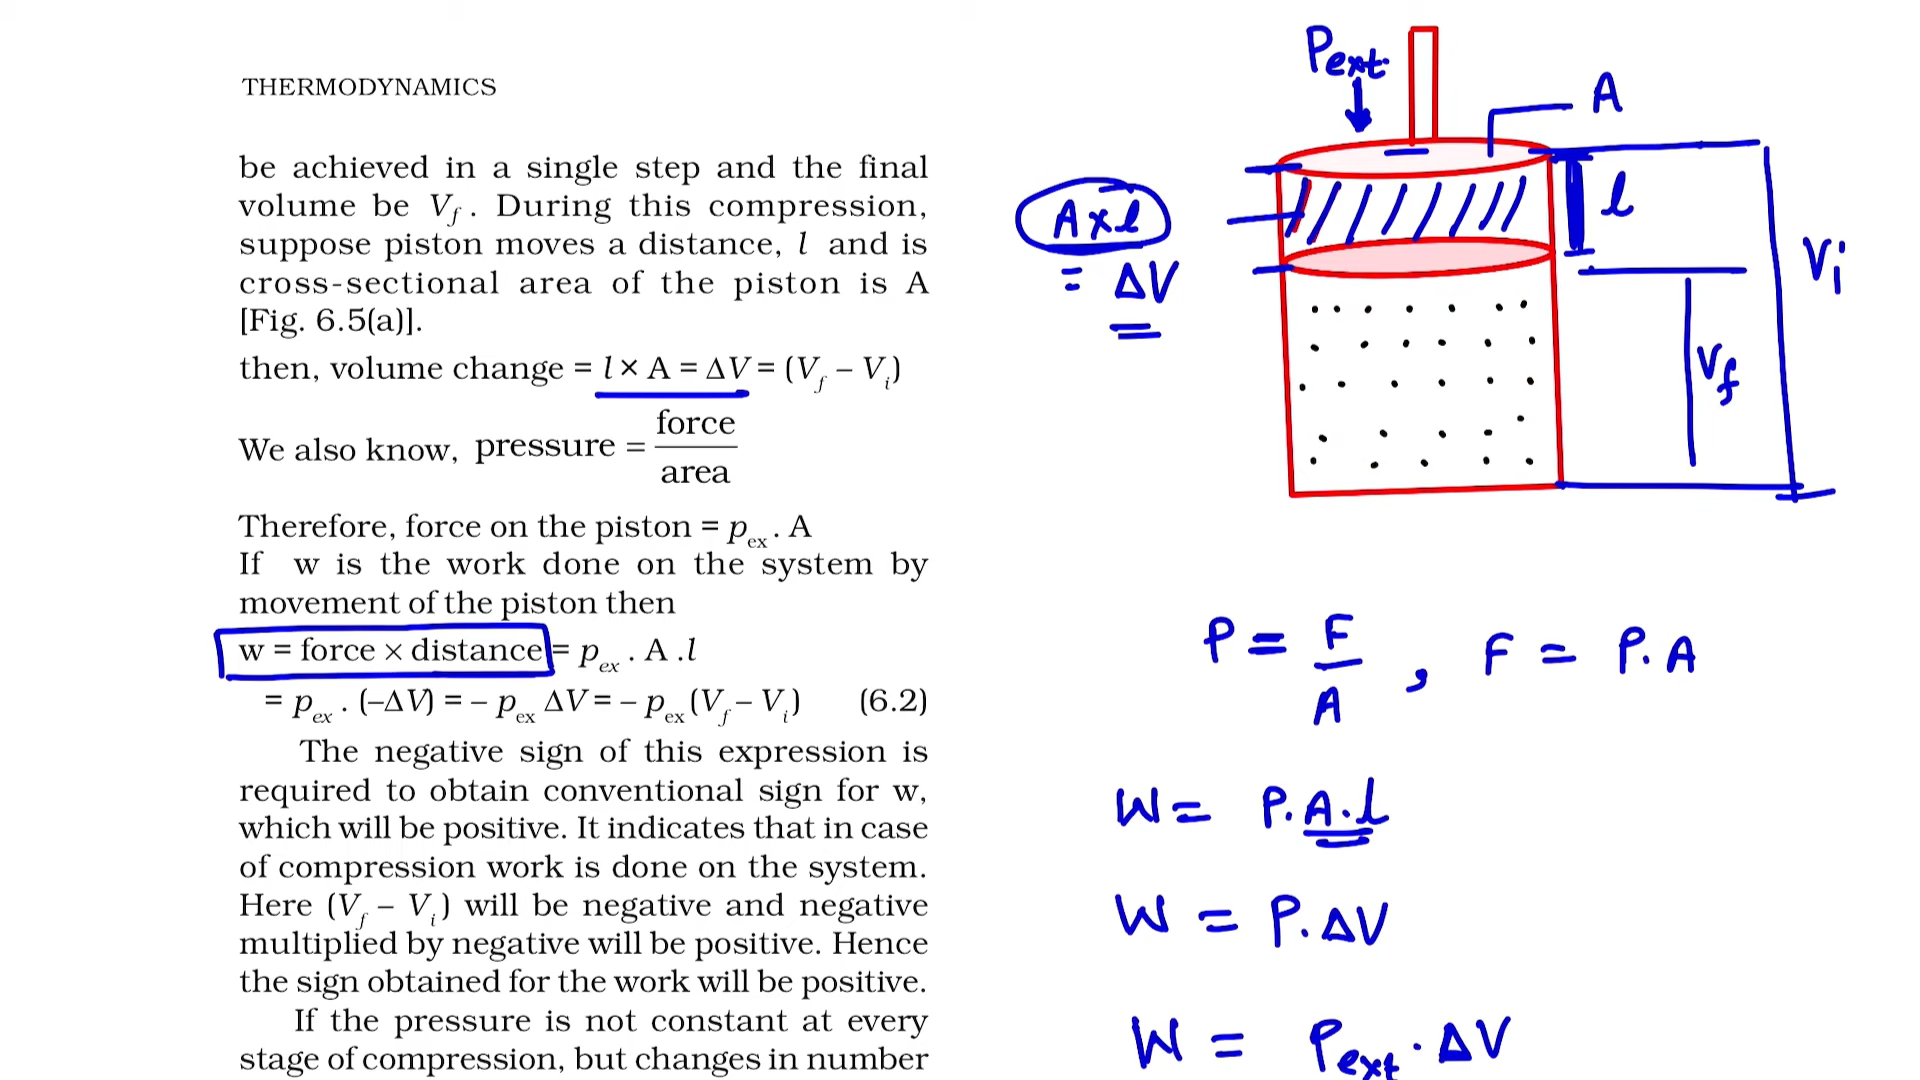 THERMODYNAMICS
be achieved in a single step and the final
volume be Vf . During this compression,
suppose piston moves a distance, l and is
cross-sectional area of the piston is A
[Fig. 6.5(a)].
then, volume change = l × A = ΔV = (Vf – Vi)
We also know, pressure = force
area
Therefore, force on the piston = pex . A
If w is the work done on the system by
movement of the piston then
w = force × distance = pex . A .l
= pex . (–ΔV) = – pex ΔV = – pex (Vf – Vi) (6.2)
The negative sign of this expression is
required to obtain conventional sign for w,
which will be positive. It indicates that in case
of compression work is done on the system.
Here (Vf – Vi) will be negative and negative
multiplied by negative will be positive. Hence
the sign obtained for the work will be positive.
If the pressure is not constant at every
stage of compression, but changes in number
Pext
A
A × l
= ΔV
l
Vi
Vf
P = F/A , F = P.A
W = P.A.l
W = P.ΔV
W = Pext.ΔV